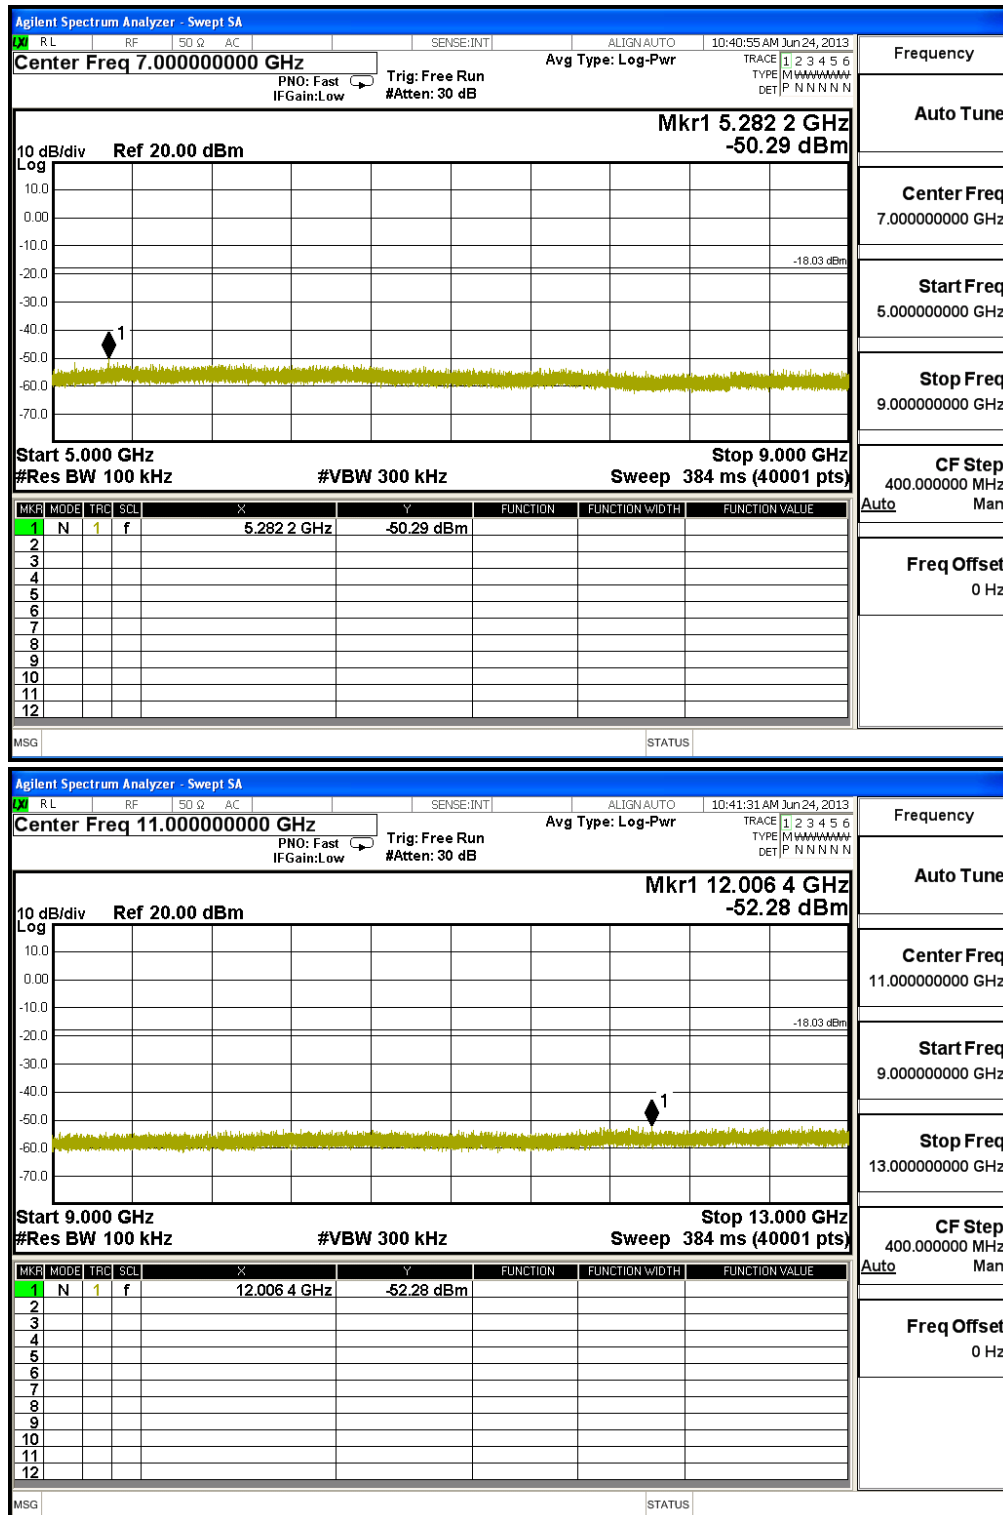 Agilent Spectrum Analyzer - Swept SA
LXI RL RF 50 Ω AC SENSE:INT ALIGN AUTO 10:40:55 AM Jun 24, 2013
Center Freq 7.000000000 GHz
PNO: Fast
IFGain:Low
Trig: Free Run
#Atten: 30 dB
Avg Type: Log-Pwr
TRACE 1 2 3 4 5 6
TYPE M WWWWW
DET P N N N N N
Mkr1 5.282 2 GHz
-50.29 dBm
10 dB/div Ref 20.00 dBm
Log
10.0
0.00
-10.0
-18.03 dBm
-20.0
-30.0
-40.0
1
-50.0
-60.0
-70.0
Start 5.000 GHz Stop 9.000 GHz
#Res BW 100 kHz #VBW 300 kHz Sweep 384 ms (40001 pts)
MKR MODE TRC SCL X Y FUNCTION FUNCTION WIDTH FUNCTION VALUE
1 N 1 f 5.282 2 GHz -50.29 dBm
2
3
4
5
6
7
8
9
10
11
12
MSG STATUS
Frequency
Auto Tune
Center Freq
7.000000000 GHz
Start Freq
5.000000000 GHz
Stop Freq
9.000000000 GHz
CF Step
400.000000 MHz
Auto Man
Freq Offset
0 Hz
Agilent Spectrum Analyzer - Swept SA
LXI RL RF 50 Ω AC SENSE:INT ALIGN AUTO 10:41:31 AM Jun 24, 2013
Center Freq 11.000000000 GHz
PNO: Fast
IFGain:Low
Trig: Free Run
#Atten: 30 dB
Avg Type: Log-Pwr
TRACE 1 2 3 4 5 6
TYPE M WWWWW
DET P N N N N N
Mkr1 12.006 4 GHz
-52.28 dBm
10 dB/div Ref 20.00 dBm
Log
10.0
0.00
-10.0
-18.03 dBm
-20.0
-30.0
-40.0
1
-50.0
-60.0
-70.0
Start 9.000 GHz Stop 13.000 GHz
#Res BW 100 kHz #VBW 300 kHz Sweep 384 ms (40001 pts)
MKR MODE TRC SCL X Y FUNCTION FUNCTION WIDTH FUNCTION VALUE
1 N 1 f 12.006 4 GHz -52.28 dBm
2
3
4
5
6
7
8
9
10
11
12
MSG STATUS
Frequency
Auto Tune
Center Freq
11.000000000 GHz
Start Freq
9.000000000 GHz
Stop Freq
13.000000000 GHz
CF Step
400.000000 MHz
Auto Man
Freq Offset
0 Hz